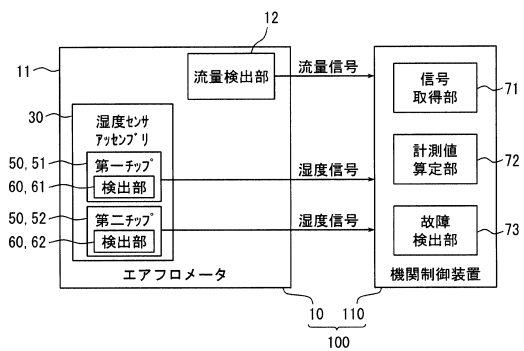 12
11
流量検出部
流量信号
信号
取得部
71
30
湿度センサ
アッセンブリ
50, 51
第一チップ
60, 61
検出部
湿度信号
計測値
算定部
72
50, 52
第二チップ
60, 62
検出部
湿度信号
故障
検出部
73
エアフロメータ
機関制御装置
10
110
100